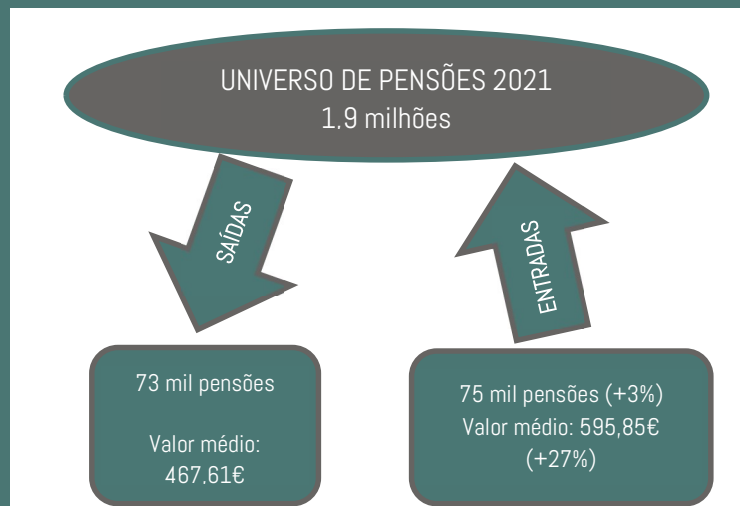 UNIVERSO DE PENSÕES 2021
1,9 milhões
SAÍDAS
ENTRADAS
73 mil pensões
Valor médio:
467,61€
75 mil pensões (+3%)
Valor médio: 595,85€
(+27%)